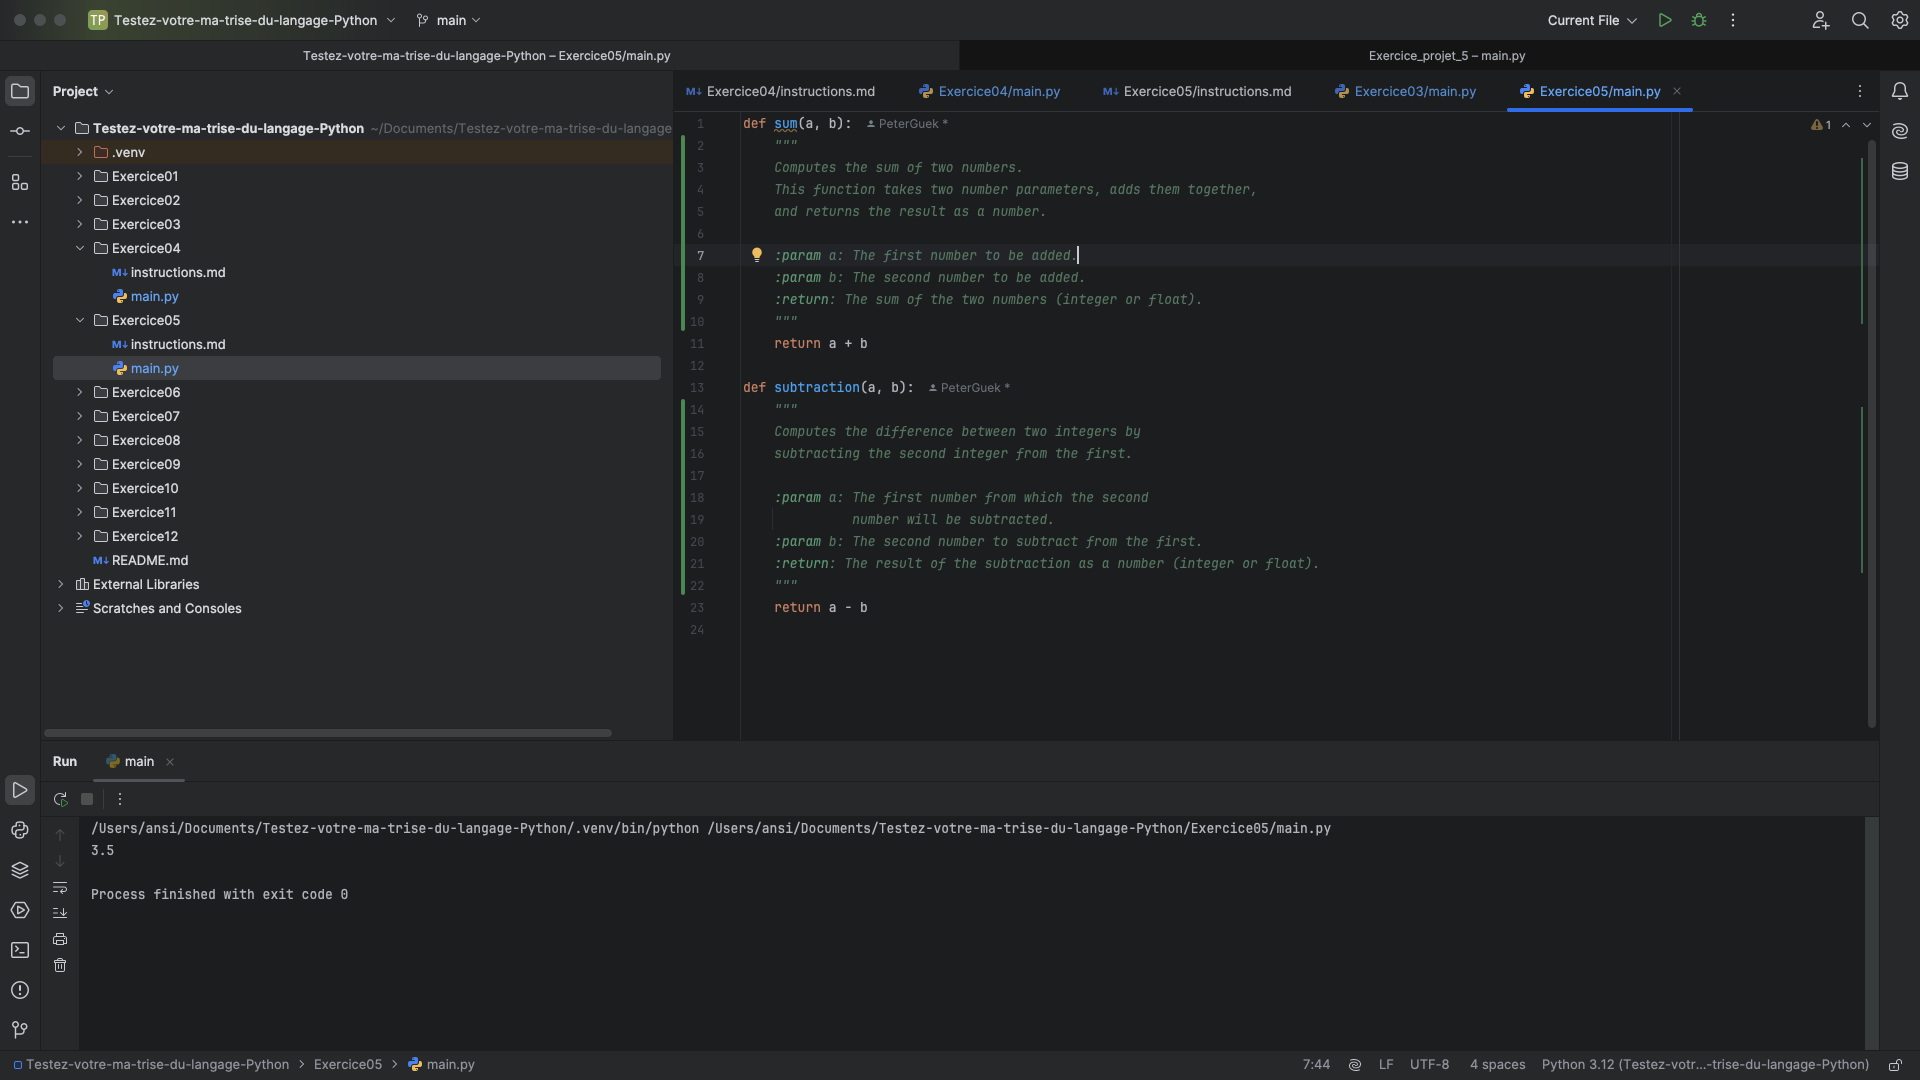 TP Testez-votre-ma-trise-du-langage-Python main Current File
Testez-votre-ma-trise-du-langage-Python – Exercice05/main.py Exercice_projet_5 – main.py
Project
Testez-votre-ma-trise-du-langage-Python ~/Documents/Testez-votre-ma-trise-du-langage
.venv
Exercice01
Exercice02
Exercice03
Exercice04
M↓ instructions.md
main.py
Exercice05
M↓ instructions.md
main.py
Exercice06
Exercice07
Exercice08
Exercice09
Exercice10
Exercice11
Exercice12
M↓ README.md
External Libraries
Scratches and Consoles
M↓ Exercice04/instructions.md Exercice04/main.py M↓ Exercice05/instructions.md Exercice03/main.py Exercice05/main.py
1 def sum(a, b): PeterGuek * 1
2 """
3 Computes the sum of two numbers.
4 This function takes two number parameters, adds them together,
5 and returns the result as a number.
6
7 :param a: The first number to be added.
8 :param b: The second number to be added.
9 :return: The sum of the two numbers (integer or float).
10 """
11 return a + b
12
13 def subtraction(a, b): PeterGuek *
14 """
15 Computes the difference between two integers by
16 subtracting the second integer from the first.
17
18 :param a: The first number from which the second
19 number will be subtracted.
20 :param b: The second number to subtract from the first.
21 :return: The result of the subtraction as a number (integer or float).
22 """
23 return a - b
24
Run main
/Users/ansi/Documents/Testez-votre-ma-trise-du-langage-Python/.venv/bin/python /Users/ansi/Documents/Testez-votre-ma-trise-du-langage-Python/Exercice05/main.py
3.5
Process finished with exit code 0
Testez-votre-ma-trise-du-langage-Python > Exercice05 > main.py 7:44 LF UTF-8 4 spaces Python 3.12 (Testez-votr...-trise-du-langage-Python)